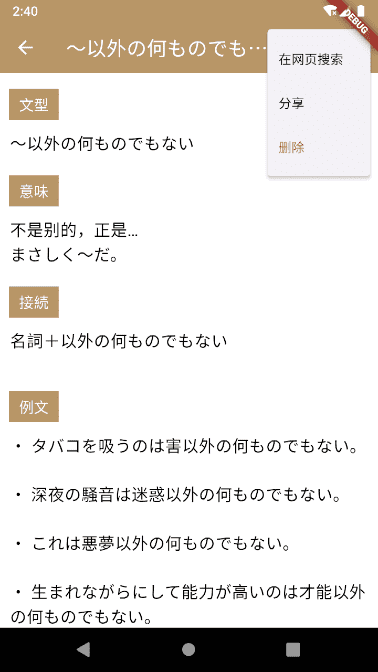 2:40
DEBUG
～以外の何ものでも…
在网页搜索
分享
删除
文型
～以外の何ものでもない
意味
不是别的，正是…
まさしく～だ。
接続
名詞＋以外の何ものでもない
例文
・ タバコを吸うのは害以外の何ものでもない。
・ 深夜の騒音は迷惑以外の何ものでもない。
・ これは悪夢以外の何ものでもない。
・ 生まれながらにして能力が高いのは才能以外
の何ものでもない。